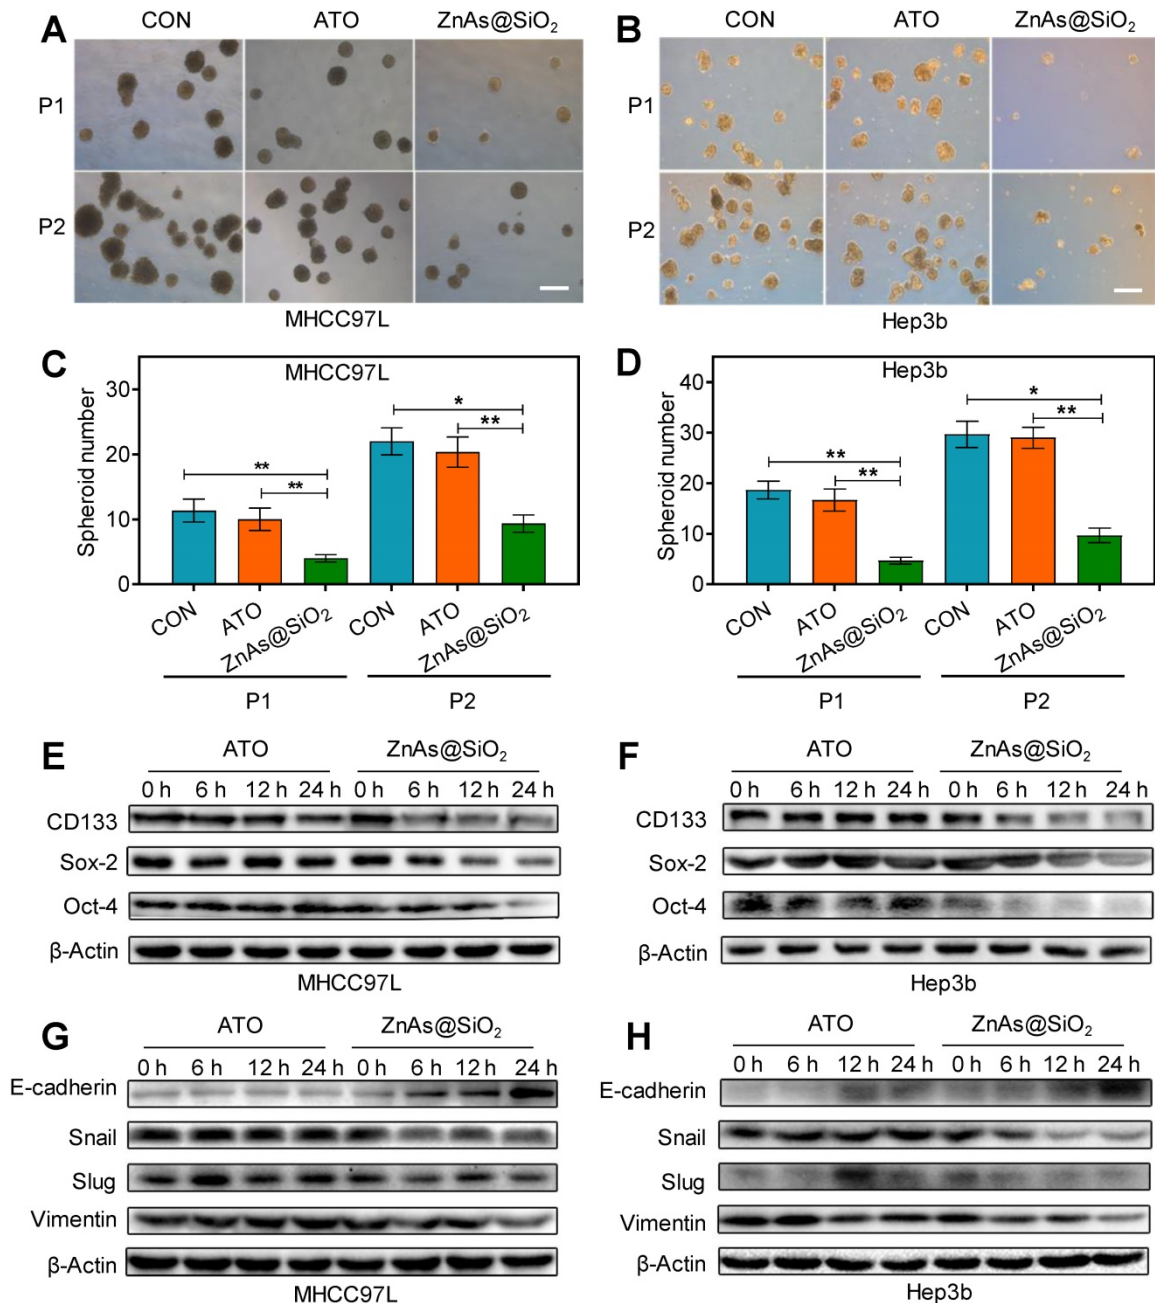 A
CON ATO ZnAs@SiO₂
P1
P2
MHCC97L
B
CON ATO ZnAs@SiO₂
P1
P2
Hep3b
C
MHCC97L
Spheroid number
30
20
10
0
** ** * **
CON ATO ZnAs@SiO₂ CON ATO ZnAs@SiO₂
P1 P2
D
Hep3b
Spheroid number
40
30
20
10
0
** ** * **
CON ATO ZnAs@SiO₂ CON ATO ZnAs@SiO₂
P1 P2
E
ATO ZnAs@SiO₂
0 h 6 h 12 h 24 h 0 h 6 h 12 h 24 h
CD133
Sox-2
Oct-4
β-Actin
MHCC97L
F
ATO ZnAs@SiO₂
0 h 6 h 12 h 24 h 0 h 6 h 12 h 24 h
CD133
Sox-2
Oct-4
β-Actin
Hep3b
G
ATO ZnAs@SiO₂
0 h 6 h 12 h 24 h 0 h 6 h 12 h 24 h
E-cadherin
Snail
Slug
Vimentin
β-Actin
MHCC97L
H
ATO ZnAs@SiO₂
0 h 6 h 12 h 24 h 0 h 6 h 12 h 24 h
E-cadherin
Snail
Slug
Vimentin
β-Actin
Hep3b